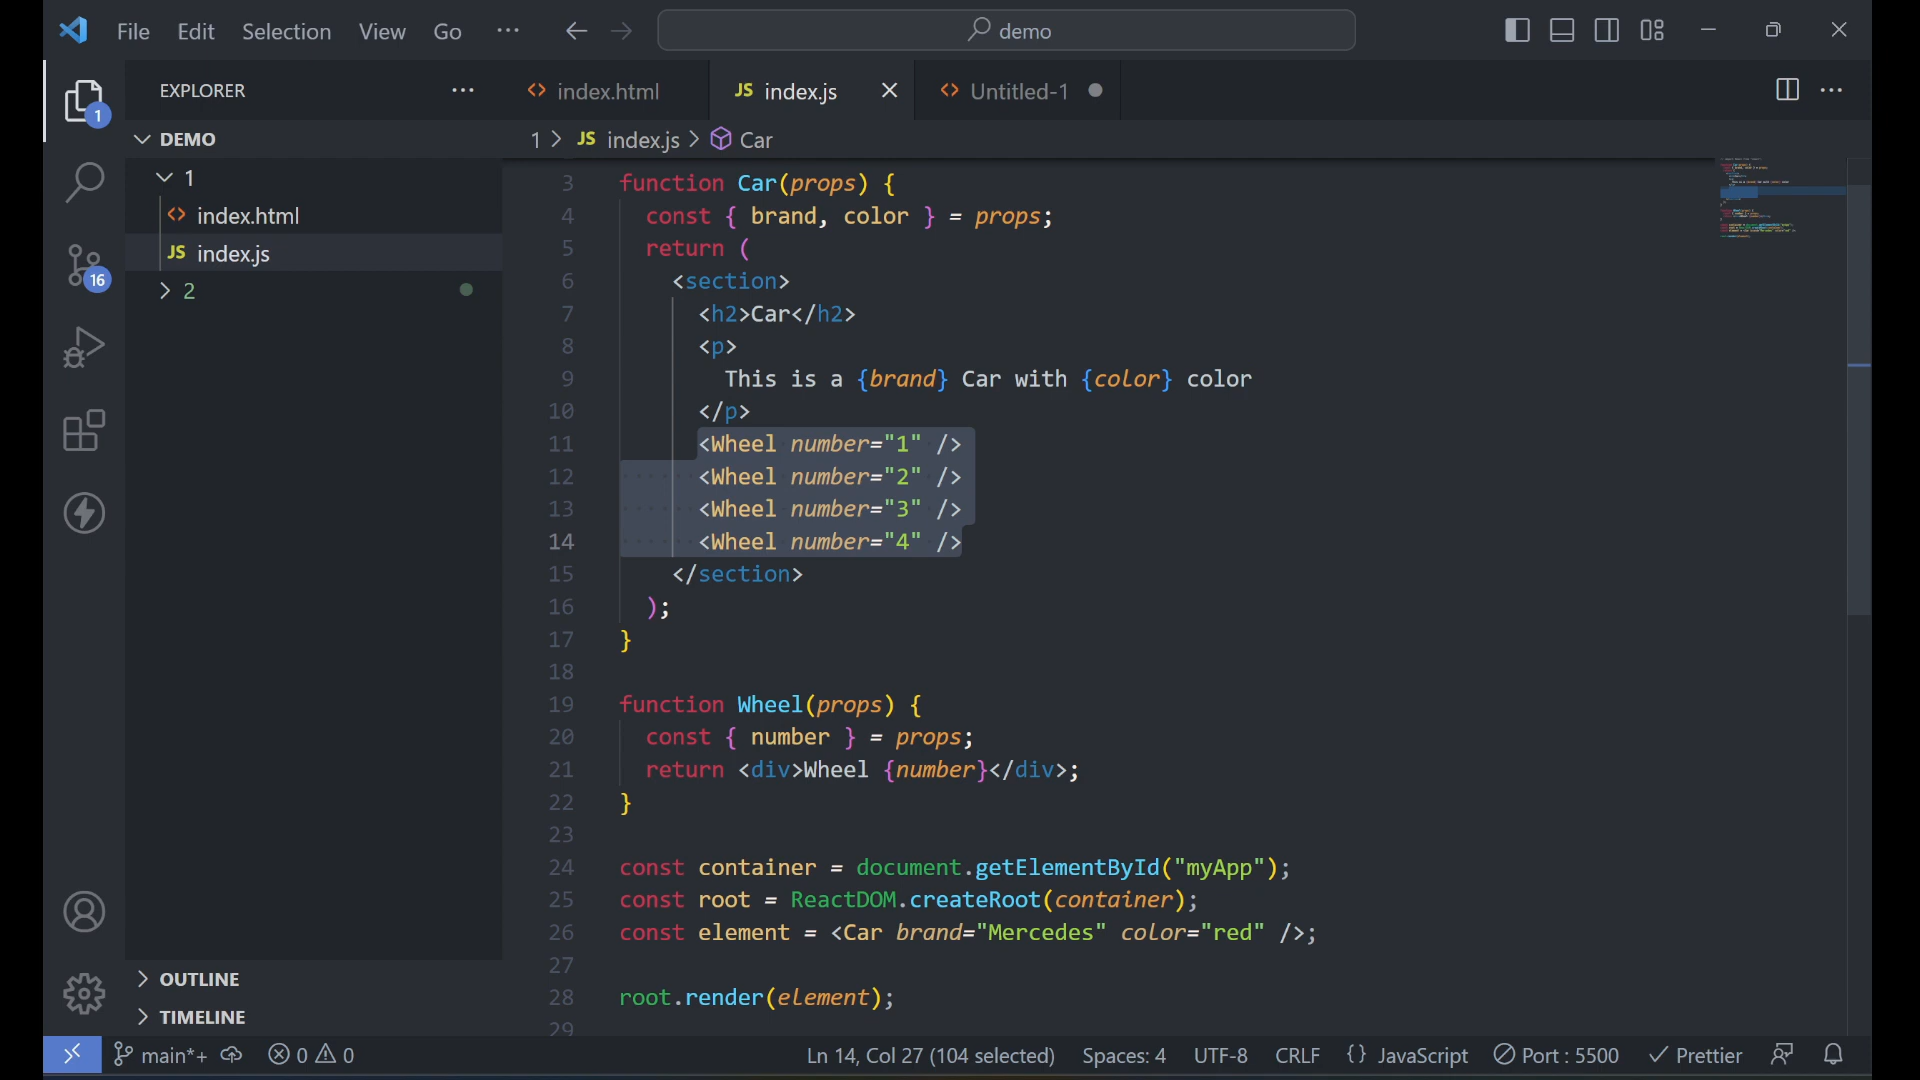 File Edit Selection View Go ··· demo
EXPLORER ··· index.html JS index.js Untitled-1 ···
DEMO
1 > JS index.js > Car
1
index.html
JS index.js
2
3 function Car(props) {
4 const { brand, color } = props;
5 return (
6 <section>
7 <h2>Car</h2>
8 <p>
9 This is a {brand} Car with {color} color
10 </p>
11 <Wheel number="1" />
12 <Wheel number="2" />
13 <Wheel number="3" />
14 <Wheel number="4" />
15 </section>
16 );
17 }
18
19 function Wheel(props) {
20 const { number } = props;
21 return <div>Wheel {number}</div>;
22 }
23
24 const container = document.getElementById("myApp");
25 const root = ReactDOM.createRoot(container);
26 const element = <Car brand="Mercedes" color="red" />;
27
28 root.render(element);
29
1
16
OUTLINE
TIMELINE
main*+ 0 0 Ln 14, Col 27 (104 selected) Spaces: 4 UTF-8 CRLF {} JavaScript Port : 5500 Prettier